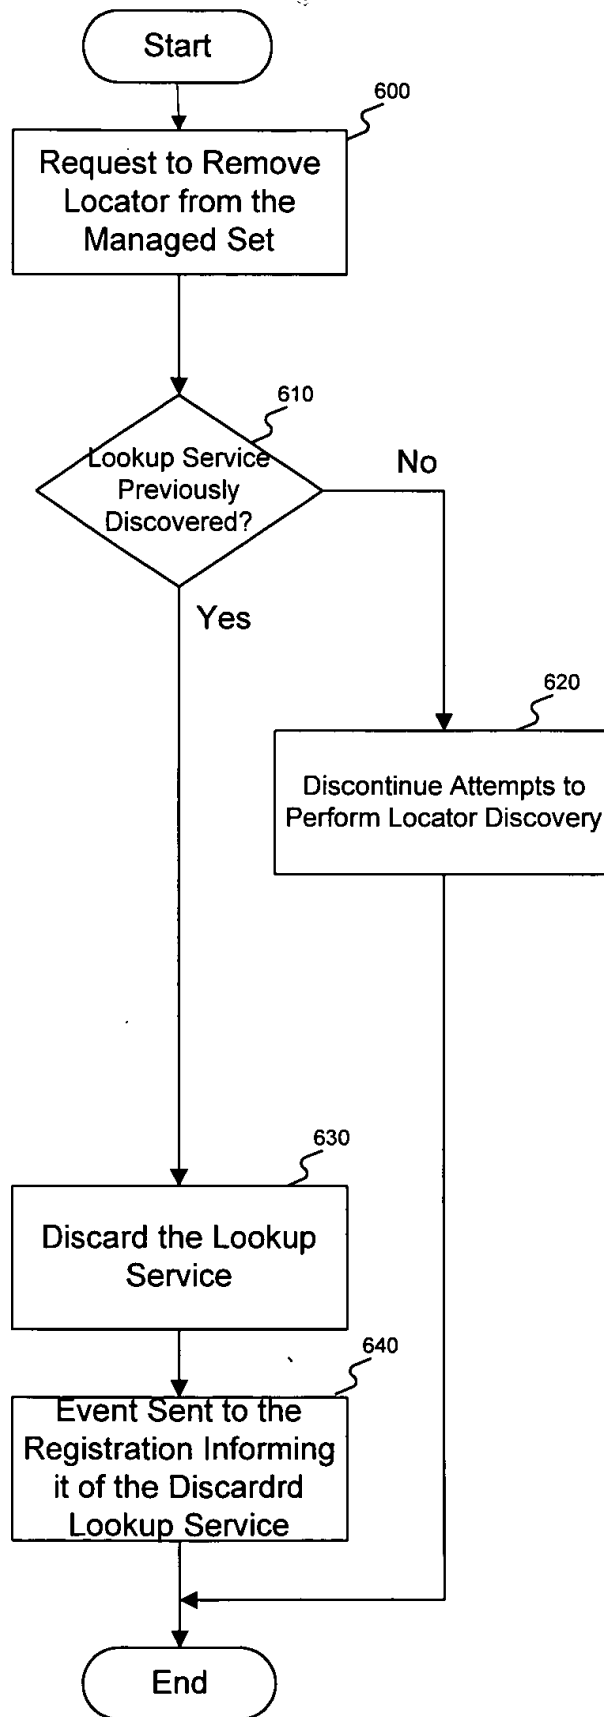 Start
600
Request to Remove
Locator from the
Managed Set
610
Lookup Service
Previously
Discovered?
No
Yes
620
Discontinue Attempts to
Perform Locator Discovery
630
Discard the Lookup
Service
640
Event Sent to the
Registration Informing
it of the Discardrd
Lookup Service
End